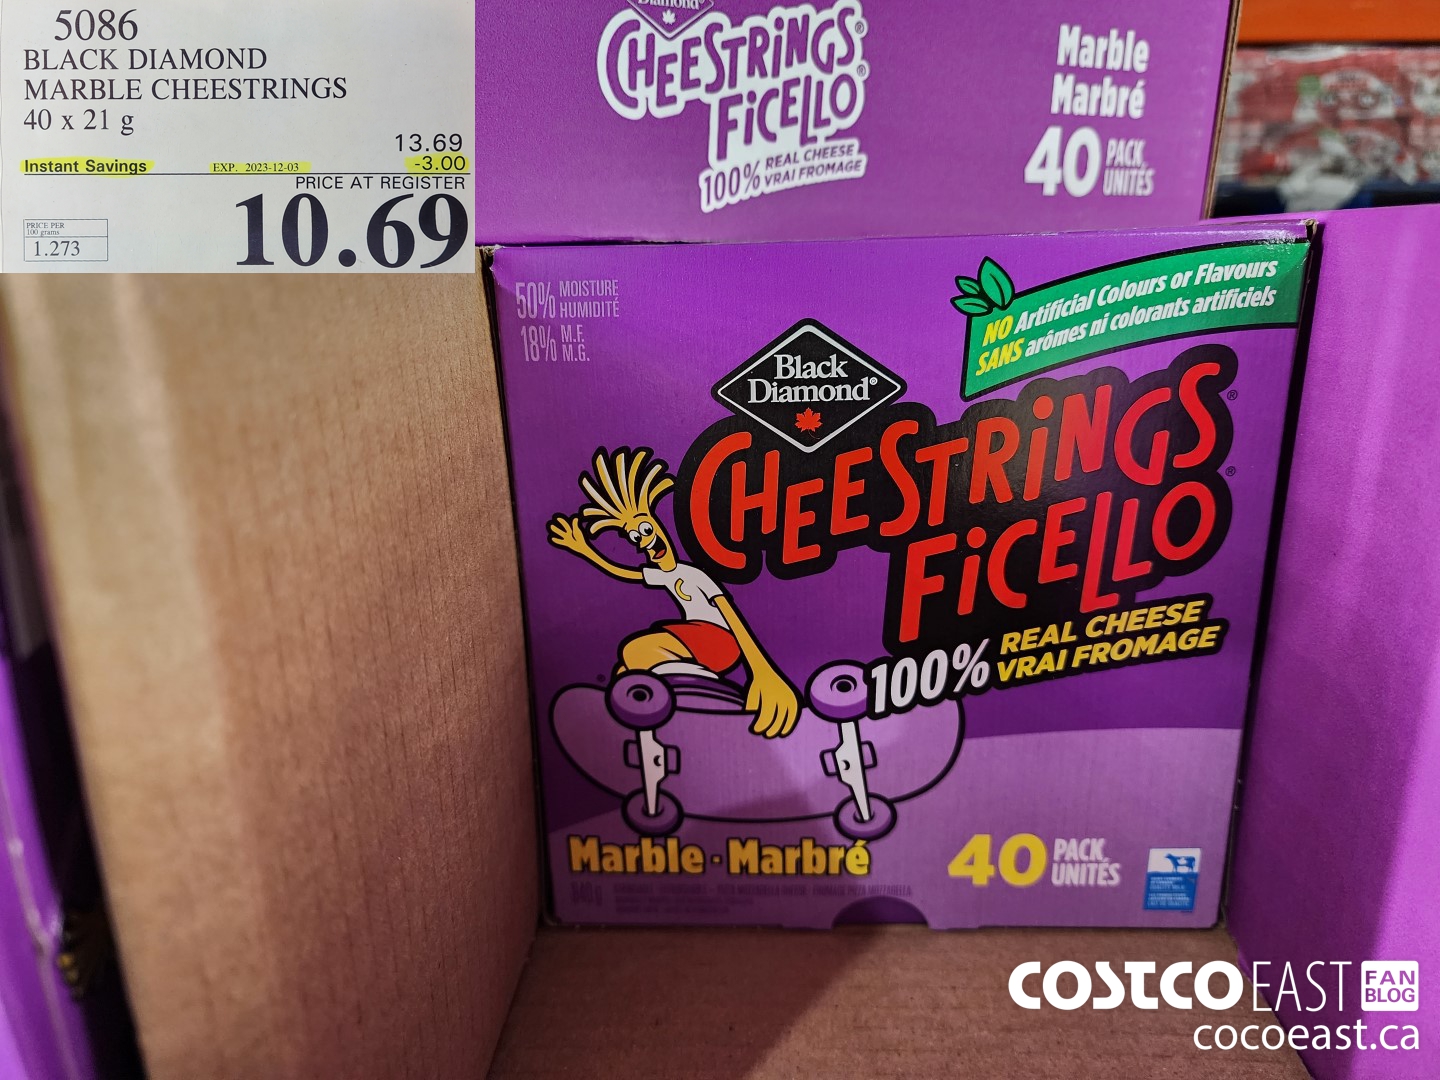 5086
BLACK DIAMOND
MARBLE CHEESTRINGS
40 x 21 g
13.69
Instant Savings EXP. 2023-12-03 -3.00
PRICE AT REGISTER
10.69
PRICE PER
100 grams
1.273
Diamond
CHEESTRiNGS®
FiCELLO®
100% REAL CHEESE
VRAI FROMAGE
Marble
Marbré
40 PACK
UNITÉS
50% MOISTURE
HUMIDITÉ
18% M.F.
M.G.
NO Artificial Colours or Flavours
SANS arômes ni colorants artificiels
Black
Diamond®
CHEESTRiNGS®
FiCELLO®
100% REAL CHEESE
VRAI FROMAGE
Marble · Marbré
840 g
40 PACK
UNITÉS
COSTCO EAST FAN
BLOG
cocoeast.ca